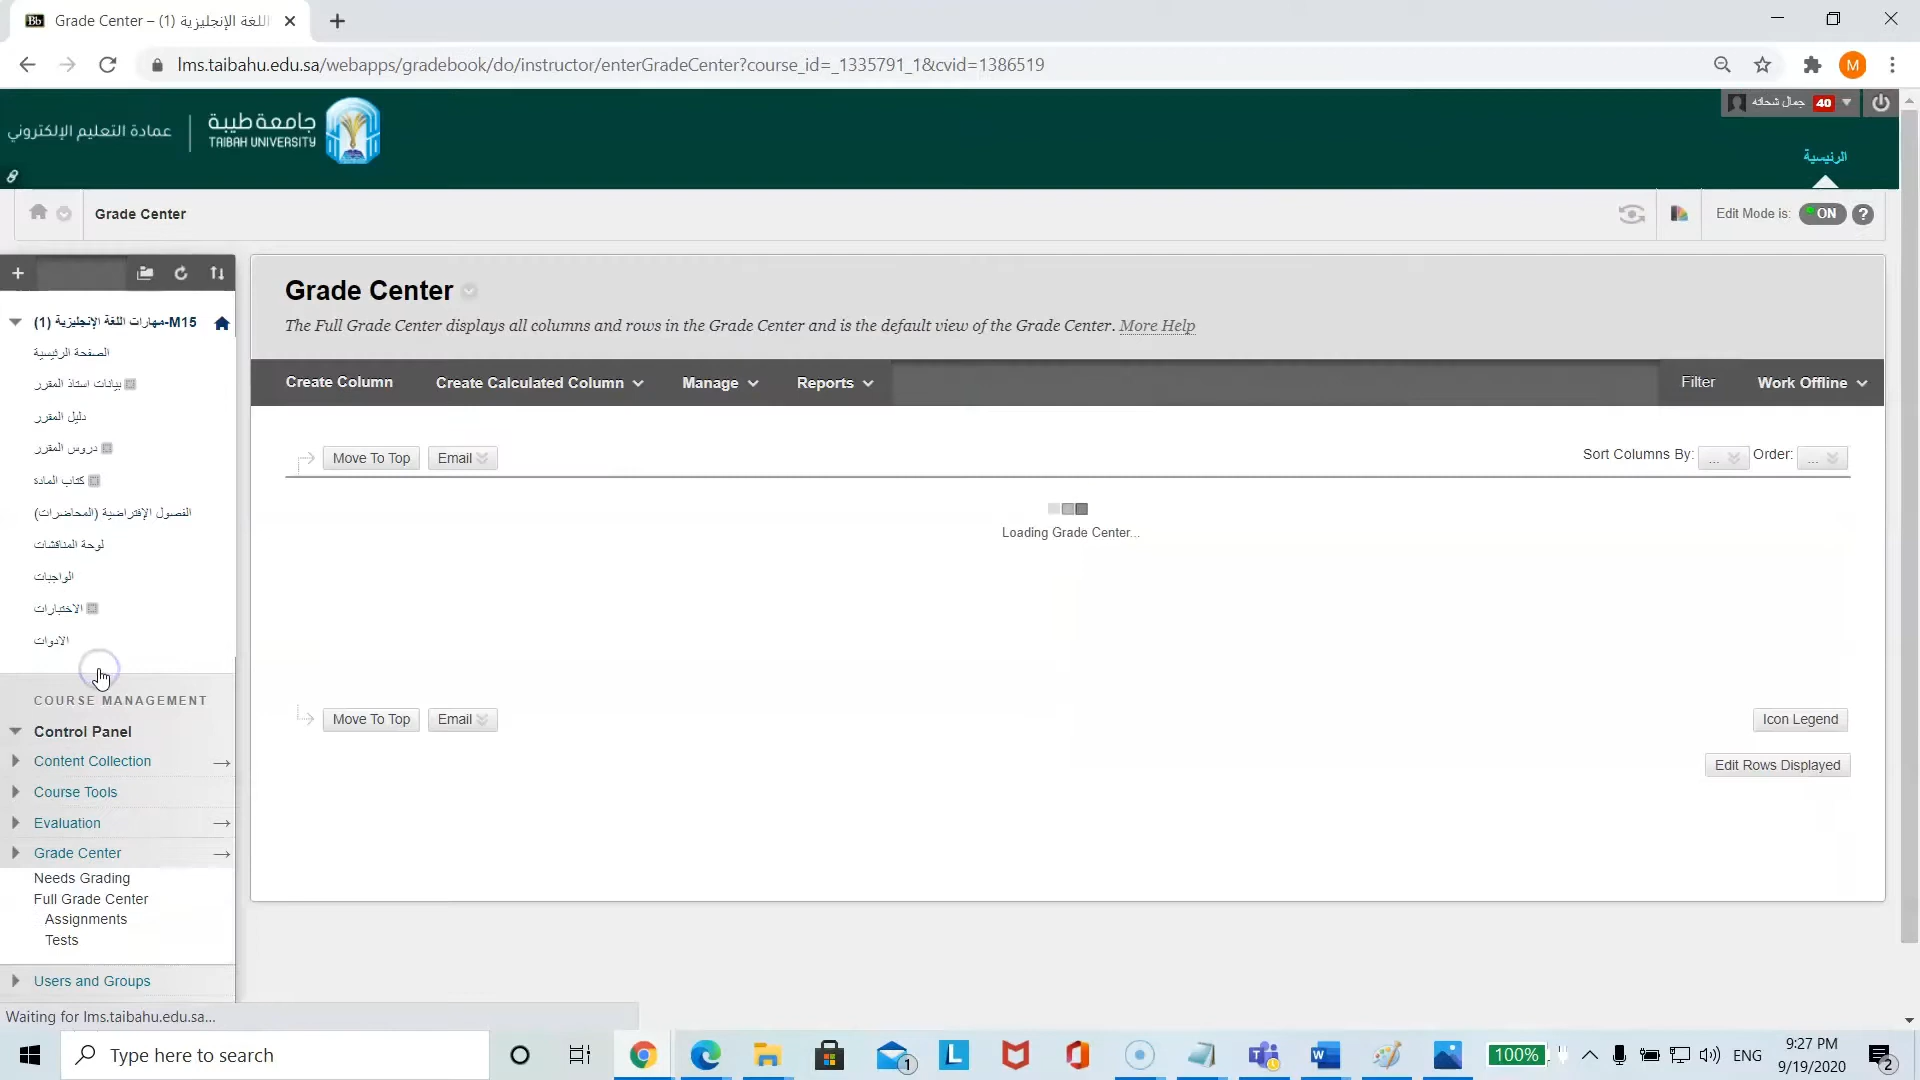 Grade Center – (1) اللغة الإنجليزية
lms.taibahu.edu.sa/webapps/gradebook/do/instructor/enterGradeCenter?course_id=_1335791_1&cvid=1386519
M
عمادة التعليم الإلكتروني
جامعة طيبة
TAIBAH UNIVERSITY
جمال شحاته 40
الرئيسية
Grade Center
Edit Mode is: ON ?
M15-مهارات اللغة الإنجليزية (1)
الصفحة الرئيسية
بيانات استاذ المقرر
دليل المقرر
دروس المقرر
كتاب المادة
الفصول الإفتراضية (المحاضرات)
لوحة المناقشات
الواجبات
الاختبارات
الادوات
COURSE MANAGEMENT
Control Panel
Content Collection
Course Tools
Evaluation
Grade Center
Needs Grading
Full Grade Center
Assignments
Tests
Users and Groups
Grade Center
The Full Grade Center displays all columns and rows in the Grade Center and is the default view of the Grade Center. More Help
Create Column Create Calculated Column Manage Reports Filter Work Offline
Move To Top Email Sort Columns By: ... Order: ...
Loading Grade Center...
Move To Top Email Icon Legend
Edit Rows Displayed
Waiting for lms.taibahu.edu.sa...
Type here to search
1
100%
ENG
9:27 PM
9/19/2020
2